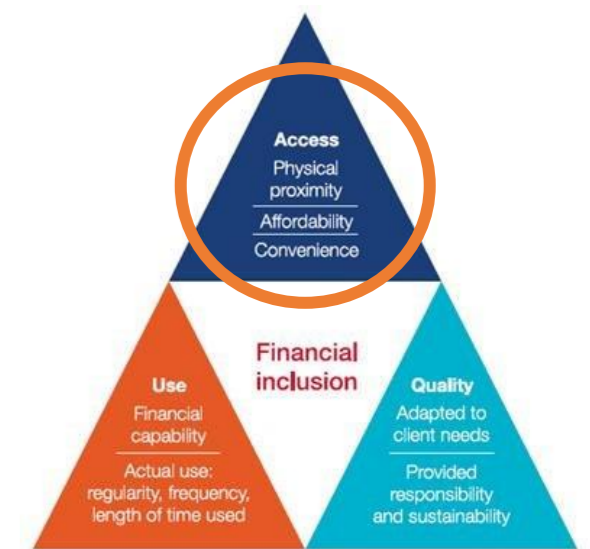 Access
Physical
proximity
Affordability
Convenience
Financial
inclusion
Use
Financial
capability
Actual use:
regularity, frequency,
length of time used
Quality
Adapted to
client needs
Provided
responsibility
and sustainability